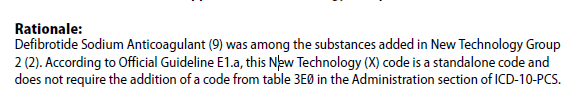 Rationale:
Defibrotide Sodium Anticoagulant (9) was among the substances added in New Technology Group
2 (2). According to Official Guideline E1.a, this New Technology (X) code is a standalone code and
does not require the addition of a code from table 3EØ in the Administration section of ICD-10-PCS.